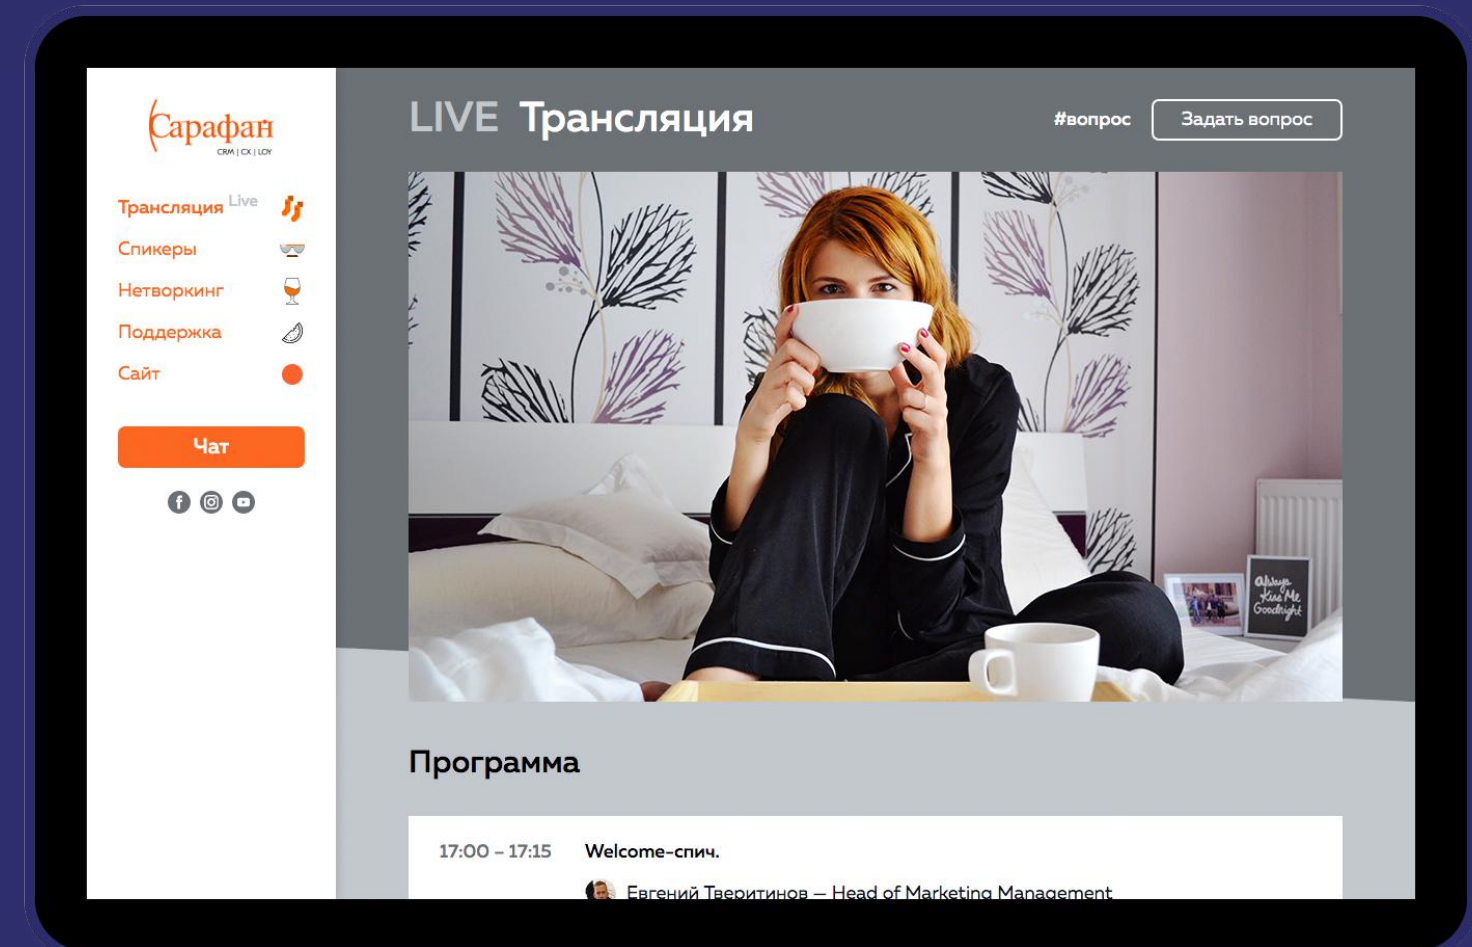 Сарафан
CRM | CX | LOY
Трансляция Live
Спикеры
Нетворкинг
Поддержка
Сайт
Чат
LIVE Трансляция
#вопрос
Задать вопрос
Always
Kiss Me
Goodnight
Программа
17:00 – 17:15 Welcome-спич.
Евгений Тверитинов — Head of Marketing Management